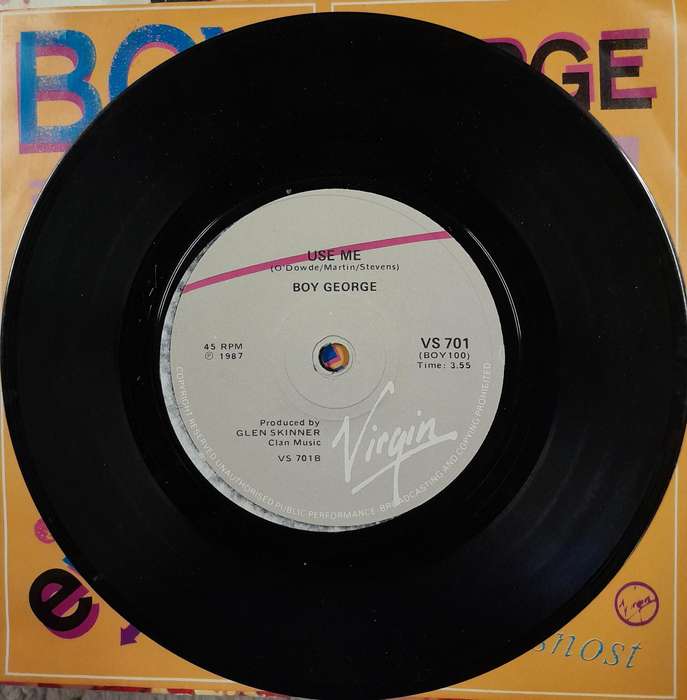 BOY
RGE
USE ME
(O'Dowde/Martin/Stevens)
BOY GEORGE
45 RPM
℗ 1987
VS 701
(BOY100)
Time: 3.55
Produced by
GLEN SKINNER
Clan Music
VS 701B
Virgin
COPYRIGHT RESERVED UNAUTHORISED PUBLIC PERFORMANCE, BROADCASTING AND COPYING PROHIBITED
e
Virgin
snost